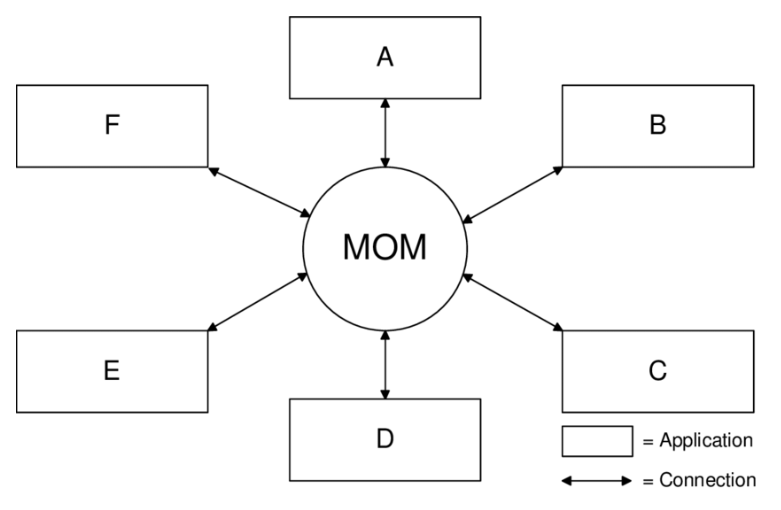 A
F
B
MOM
E
C
D
= Application
= Connection